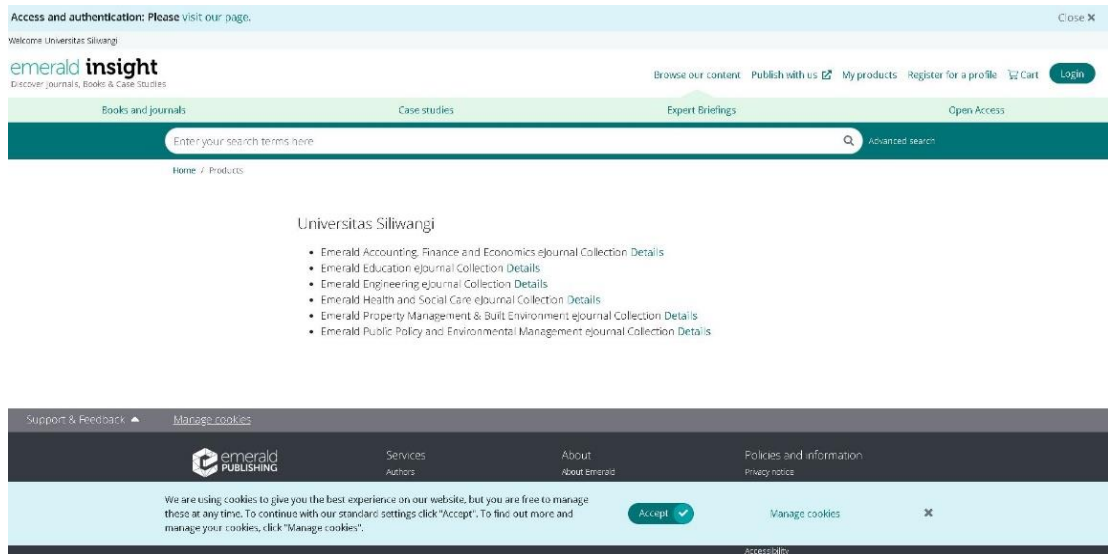 Access and authentication: Please visit our page.
Close ✕
Welcome Universitas Siliwangi
emerald insight
Discover Journals, Books & Case Studies
Browse our content Publish with us My products Register for a profile Cart Login
Books and journals Case studies Expert Briefings Open Access
Enter your search terms here Advanced search
Home / Products
Universitas Siliwangi
• Emerald Accounting, Finance and Economics eJournal Collection Details
• Emerald Education eJournal Collection Details
• Emerald Engineering eJournal Collection Details
• Emerald Health and Social Care eJournal Collection Details
• Emerald Property Management & Built Environment eJournal Collection Details
• Emerald Public Policy and Environmental Management eJournal Collection Details
Support & Feedback Manage cookies
emerald PUBLISHING
Services About Policies and information
Authors About Emerald Privacy notice
We are using cookies to give you the best experience on our website, but you are free to manage
these at any time. To continue with our standard settings click "Accept". To find out more and
manage your cookies, click "Manage cookies".
Accept Manage cookies ✕
Accessibility